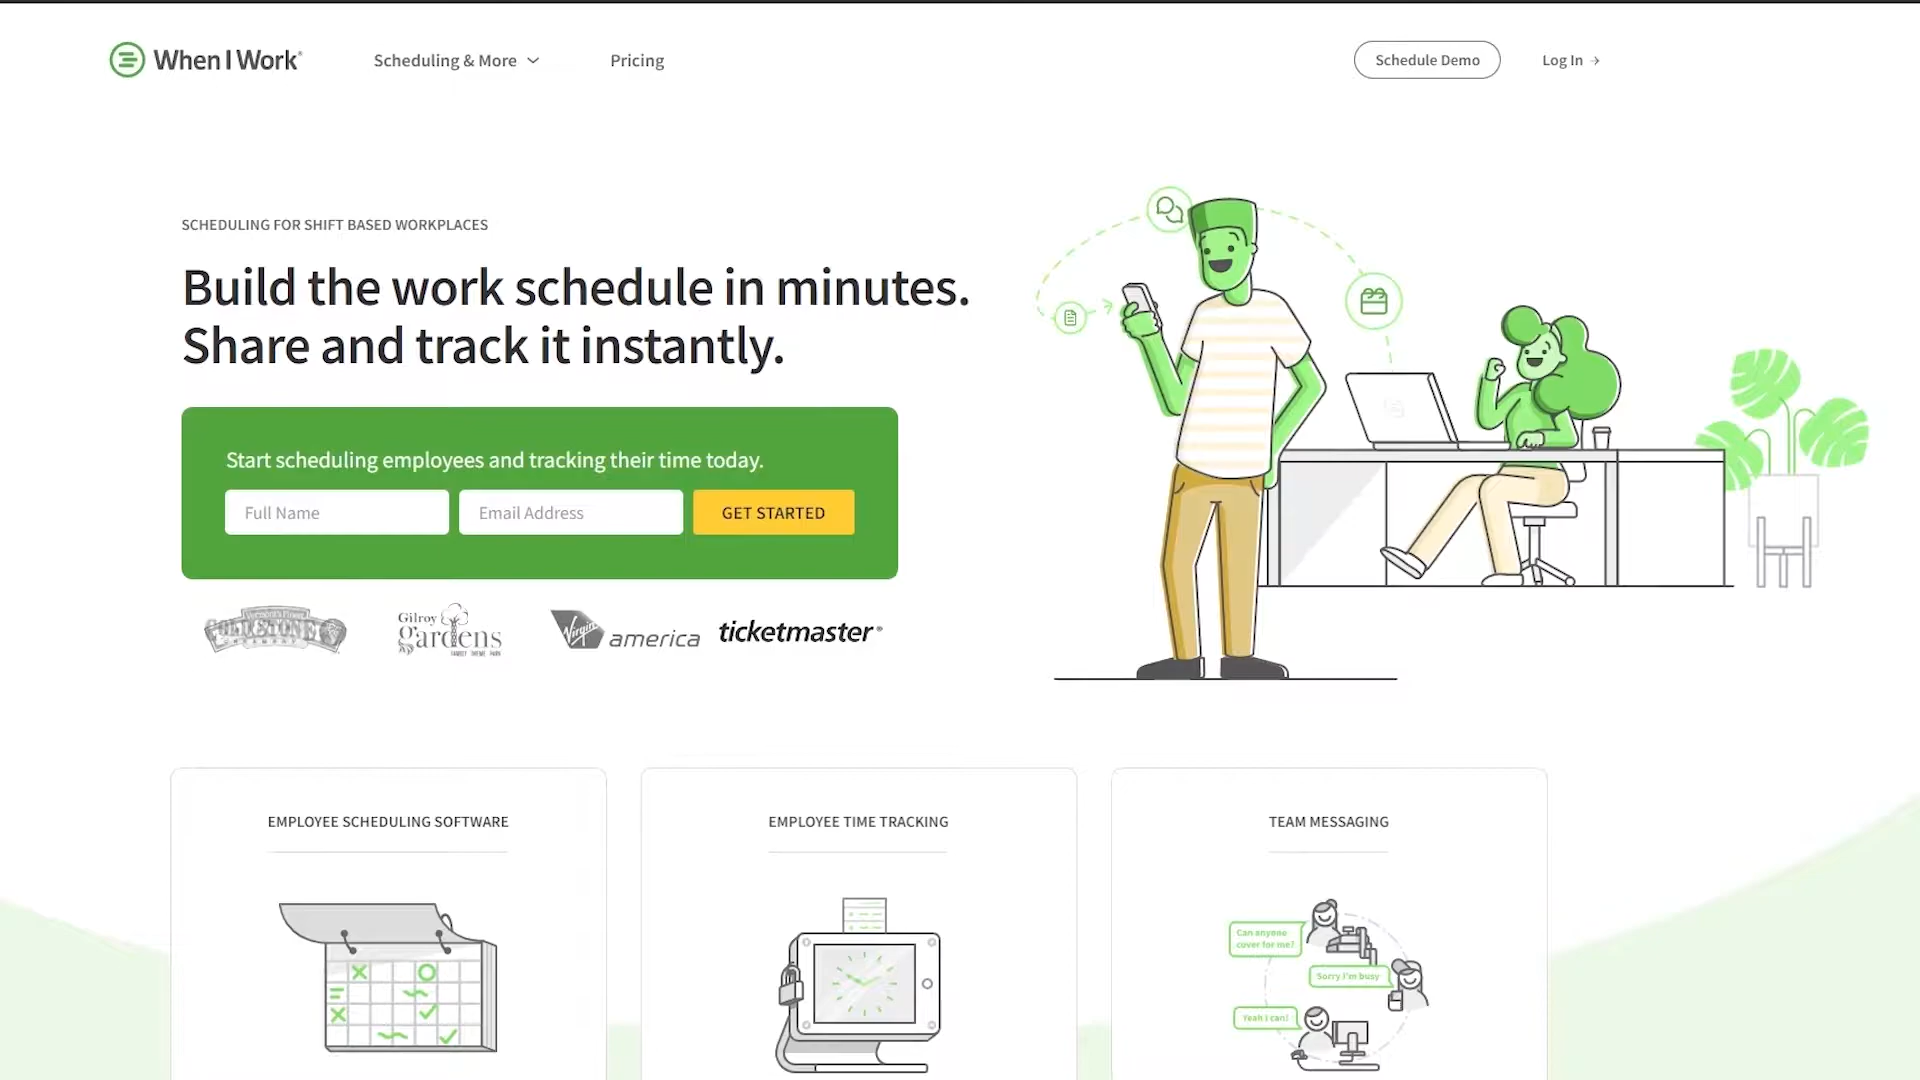 When I Work®
Scheduling & More
Pricing
Schedule Demo
Log In →
SCHEDULING FOR SHIFT BASED WORKPLACES
Build the work schedule in minutes.
Share and track it instantly.
Start scheduling employees and tracking their time today.
Full Name
Email Address
GET STARTED
Gilroy
gardens
FAMILY THEME PARK
Virgin
america
ticketmaster®
EMPLOYEE SCHEDULING SOFTWARE
EMPLOYEE TIME TRACKING
TEAM MESSAGING
Can anyone
cover for me?
Sorry I'm busy
Yeah I can!